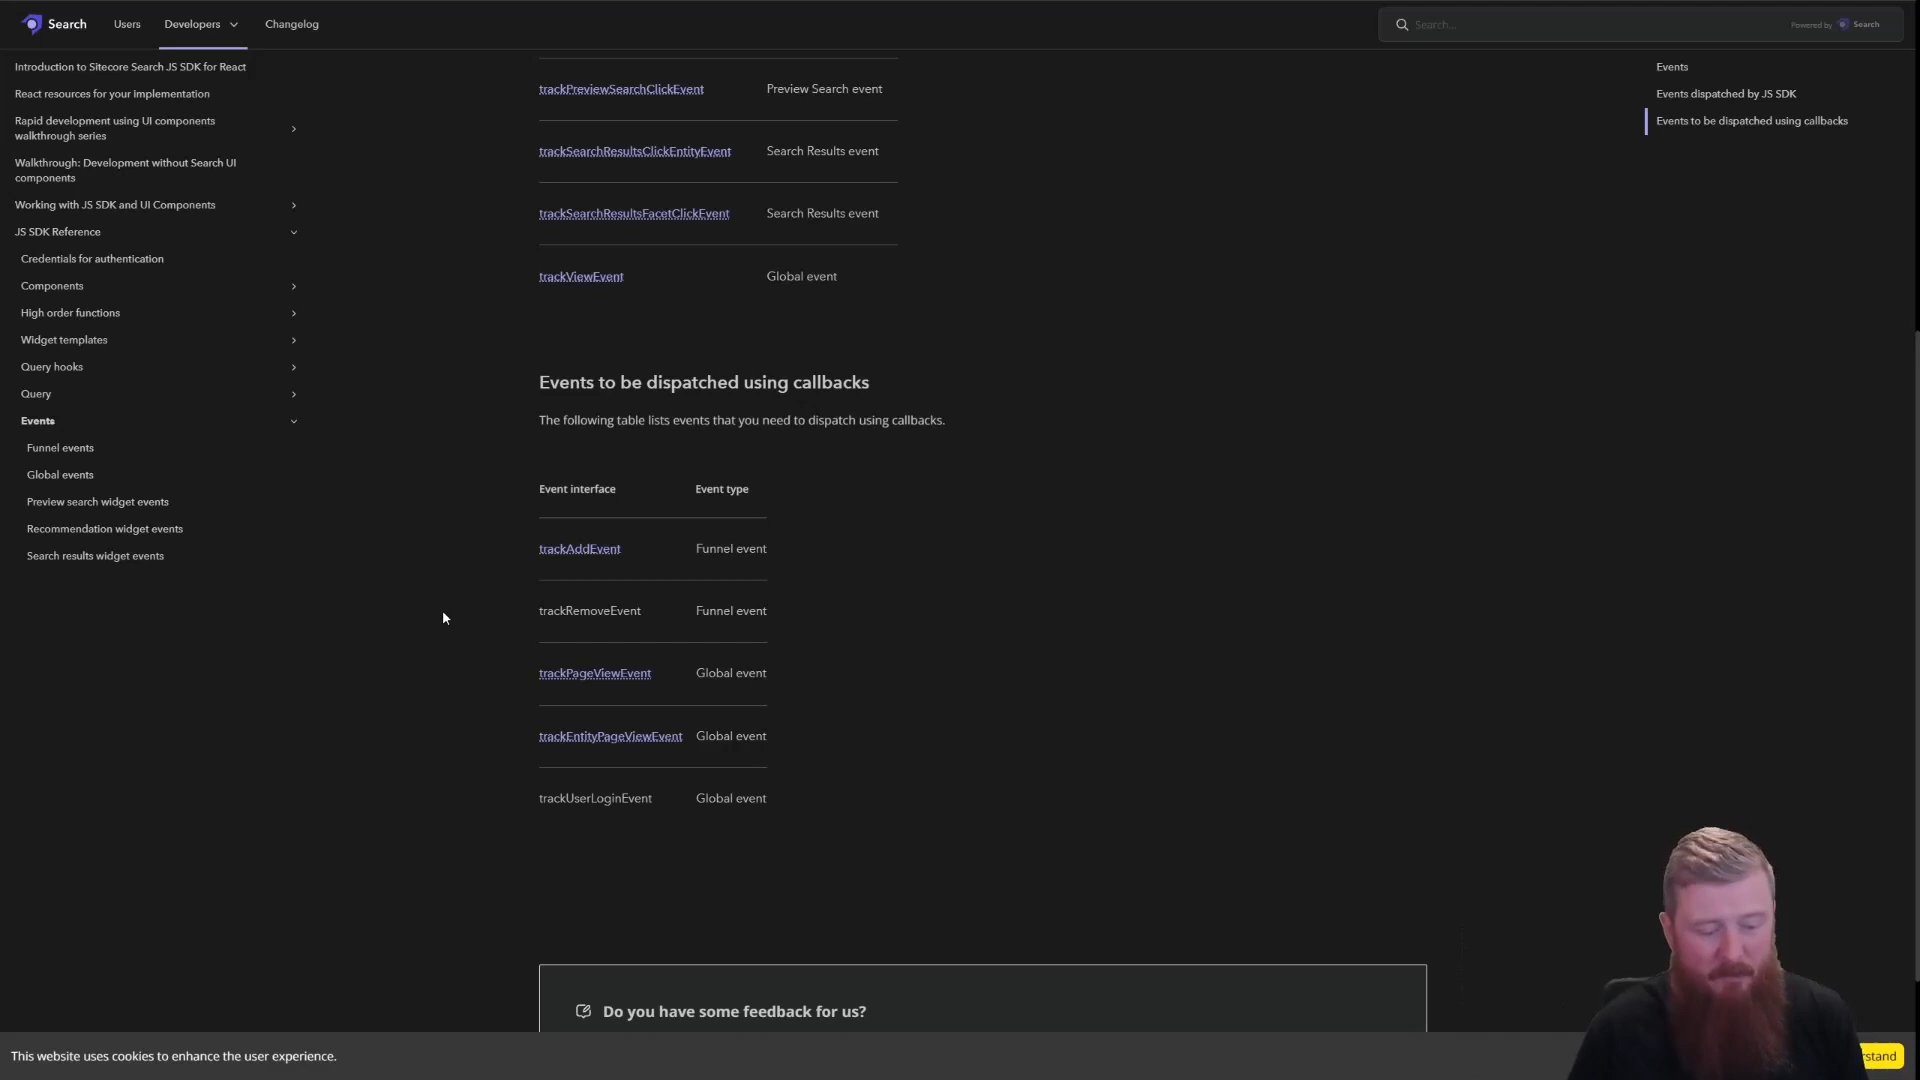 Search
Users
Developers
Changelog
Search...
Powered by Search
Introduction to Sitecore Search JS SDK for React
React resources for your implementation
Rapid development using UI components
walkthrough series
Walkthrough: Development without Search UI
components
Working with JS SDK and UI Components
JS SDK Reference
Credentials for authentication
Components
High order functions
Widget templates
Query hooks
Query
Events
Funnel events
Global events
Preview search widget events
Recommendation widget events
Search results widget events
trackPreviewSearchClickEvent Preview Search event
trackSearchResultsClickEntityEvent Search Results event
trackSearchResultsFacetClickEvent Search Results event
trackViewEvent Global event
Events to be dispatched using callbacks
The following table lists events that you need to dispatch using callbacks.
Event interface Event type
trackAddEvent Funnel event
trackRemoveEvent Funnel event
trackPageViewEvent Global event
trackEntityPageViewEvent Global event
trackUserLoginEvent Global event
Do you have some feedback for us?
Events
Events dispatched by JS SDK
Events to be dispatched using callbacks
This website uses cookies to enhance the user experience.
rstand